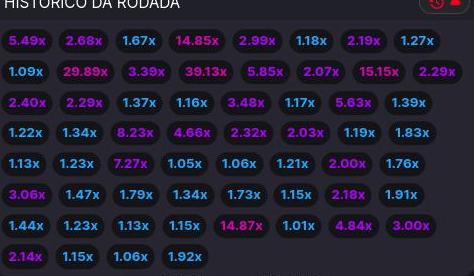 HISTÓRICO DA RODADA
5.49x 2.68x 1.67x 14.85x 2.99x 1.18x 2.19x 1.27x
1.09x 29.89x 3.39x 39.13x 5.85x 2.07x 15.15x 2.29x
2.40x 2.29x 1.37x 1.16x 3.48x 1.17x 5.63x 1.39x
1.22x 1.34x 8.23x 4.66x 2.32x 2.03x 1.19x 1.83x
1.13x 1.23x 7.27x 1.05x 1.06x 1.21x 2.00x 1.76x
3.06x 1.47x 1.79x 1.34x 1.73x 1.15x 2.18x 1.91x
1.44x 1.23x 1.13x 1.15x 14.87x 1.01x 4.84x 3.00x
2.14x 1.15x 1.06x 1.92x